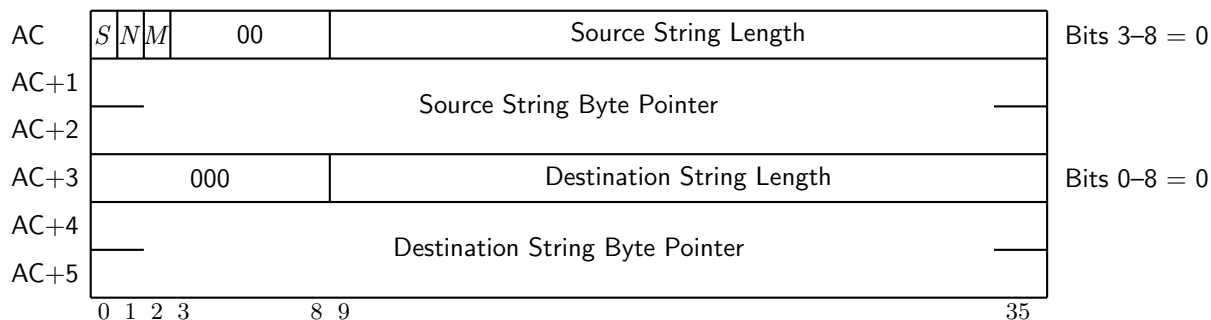 AC S N M 00 Source String Length Bits 3–8 = 0
AC+1
Source String Byte Pointer
AC+2
AC+3 000 Destination String Length Bits 0–8 = 0
AC+4
Destination String Byte Pointer
AC+5
0 1 2 3 8 9 35